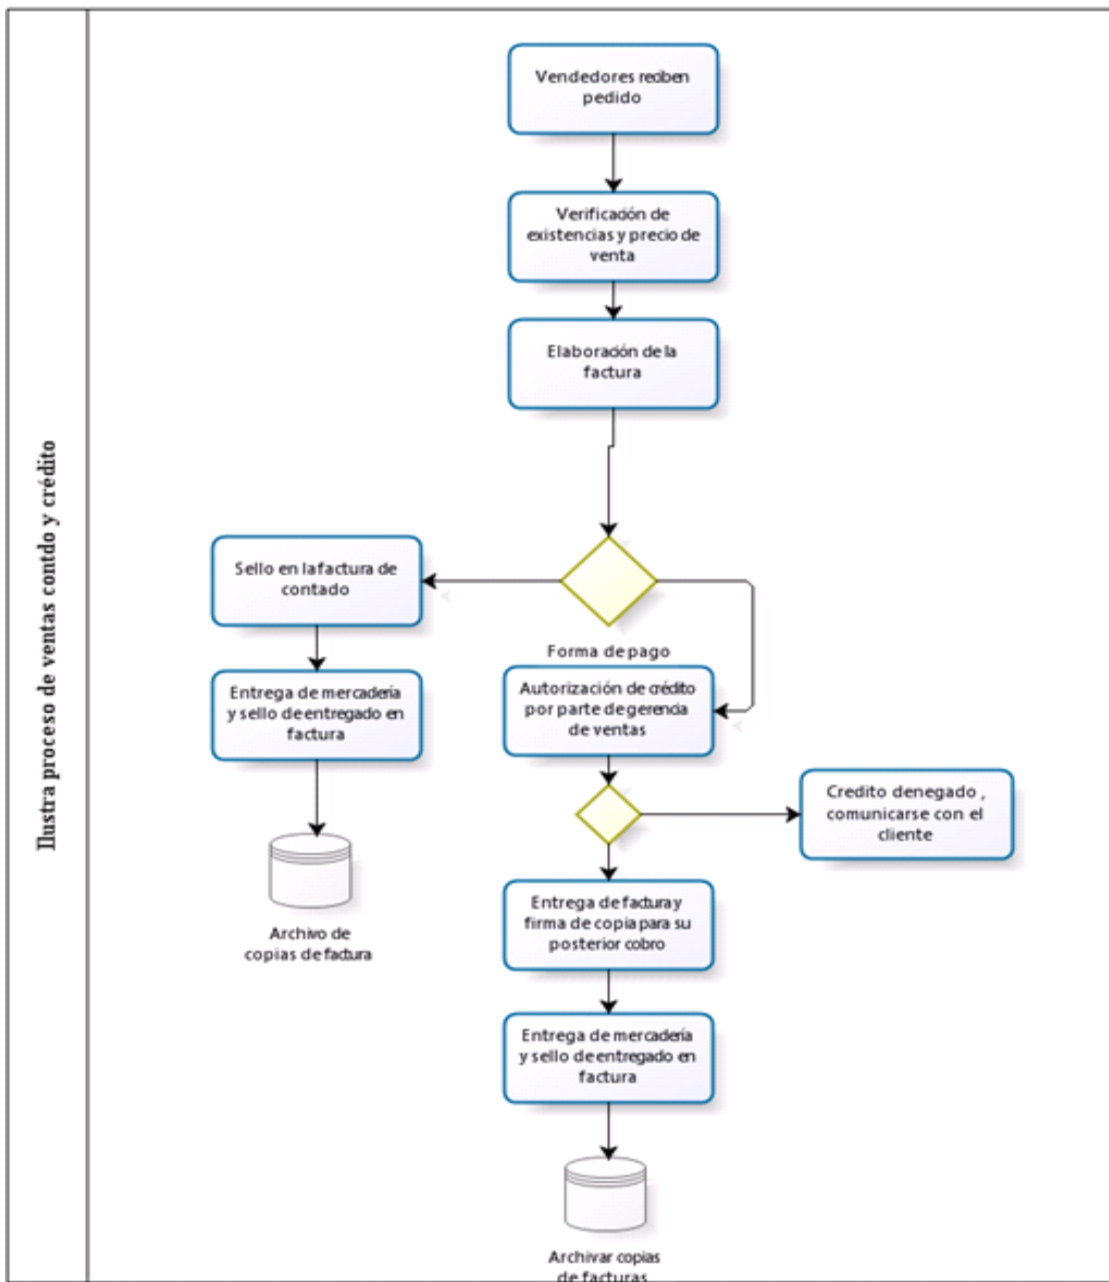 Ilustra proceso de ventas contdo y crédito
Vendedores reciben
pedido
Verificación de
existencias y precio de
venta
Elaboración de la
factura
Sello en la factura de
contado
Forma de pago
Entrega de mercadería
y sello de entregado en
factura
Autorización de crédito
por parte de gerencia
de ventas
Credito denegado ,
comunicarse con el
cliente
Archivo de
copias de factura
Entrega de factura y
firma de copia para su
posterior cobro
Entrega de mercadería
y sello de entregado en
factura
Archivar copias
de facturas